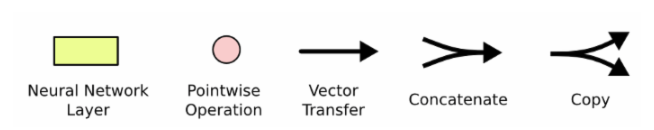 Neural Network
Layer
Pointwise
Operation
Vector
Transfer
Concatenate
Copy